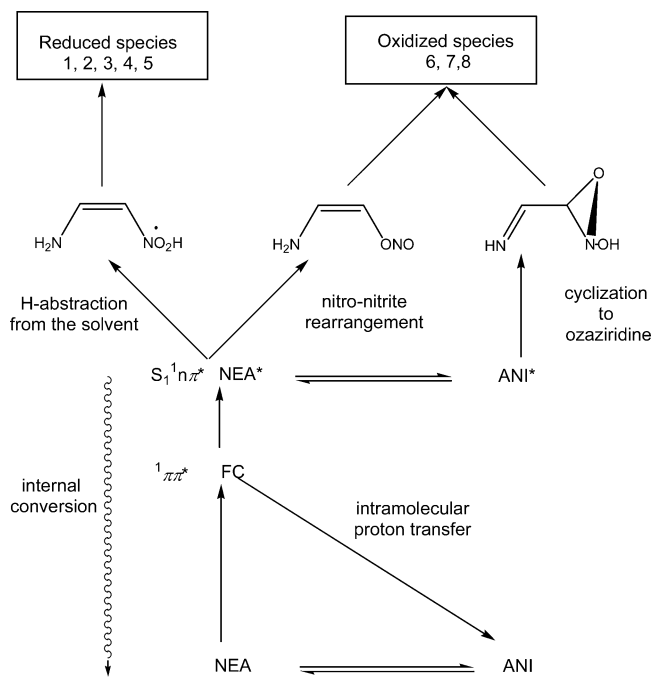 Reduced species
1, 2, 3, 4, 5
Oxidized species
6, 7,8
H₂N
NO₂H
H₂N
ONO
O
HN
N-OH
H-abstraction
from the solvent
nitro-nitrite
rearrangement
cyclization
to
ozaziridine
S₁ ¹nπ* NEA*
ANI*
¹ππ* FC
internal
conversion
intramolecular
proton transfer
NEA
ANI